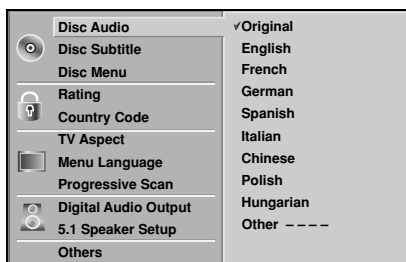 Disc Audio
Disc Subtitle
Disc Menu
Rating
Country Code
TV Aspect
Menu Language
Progressive Scan
Digital Audio Output
5.1 Speaker Setup
Others
✓Original
English
French
German
Spanish
Italian
Chinese
Polish
Hungarian
Other – – – –